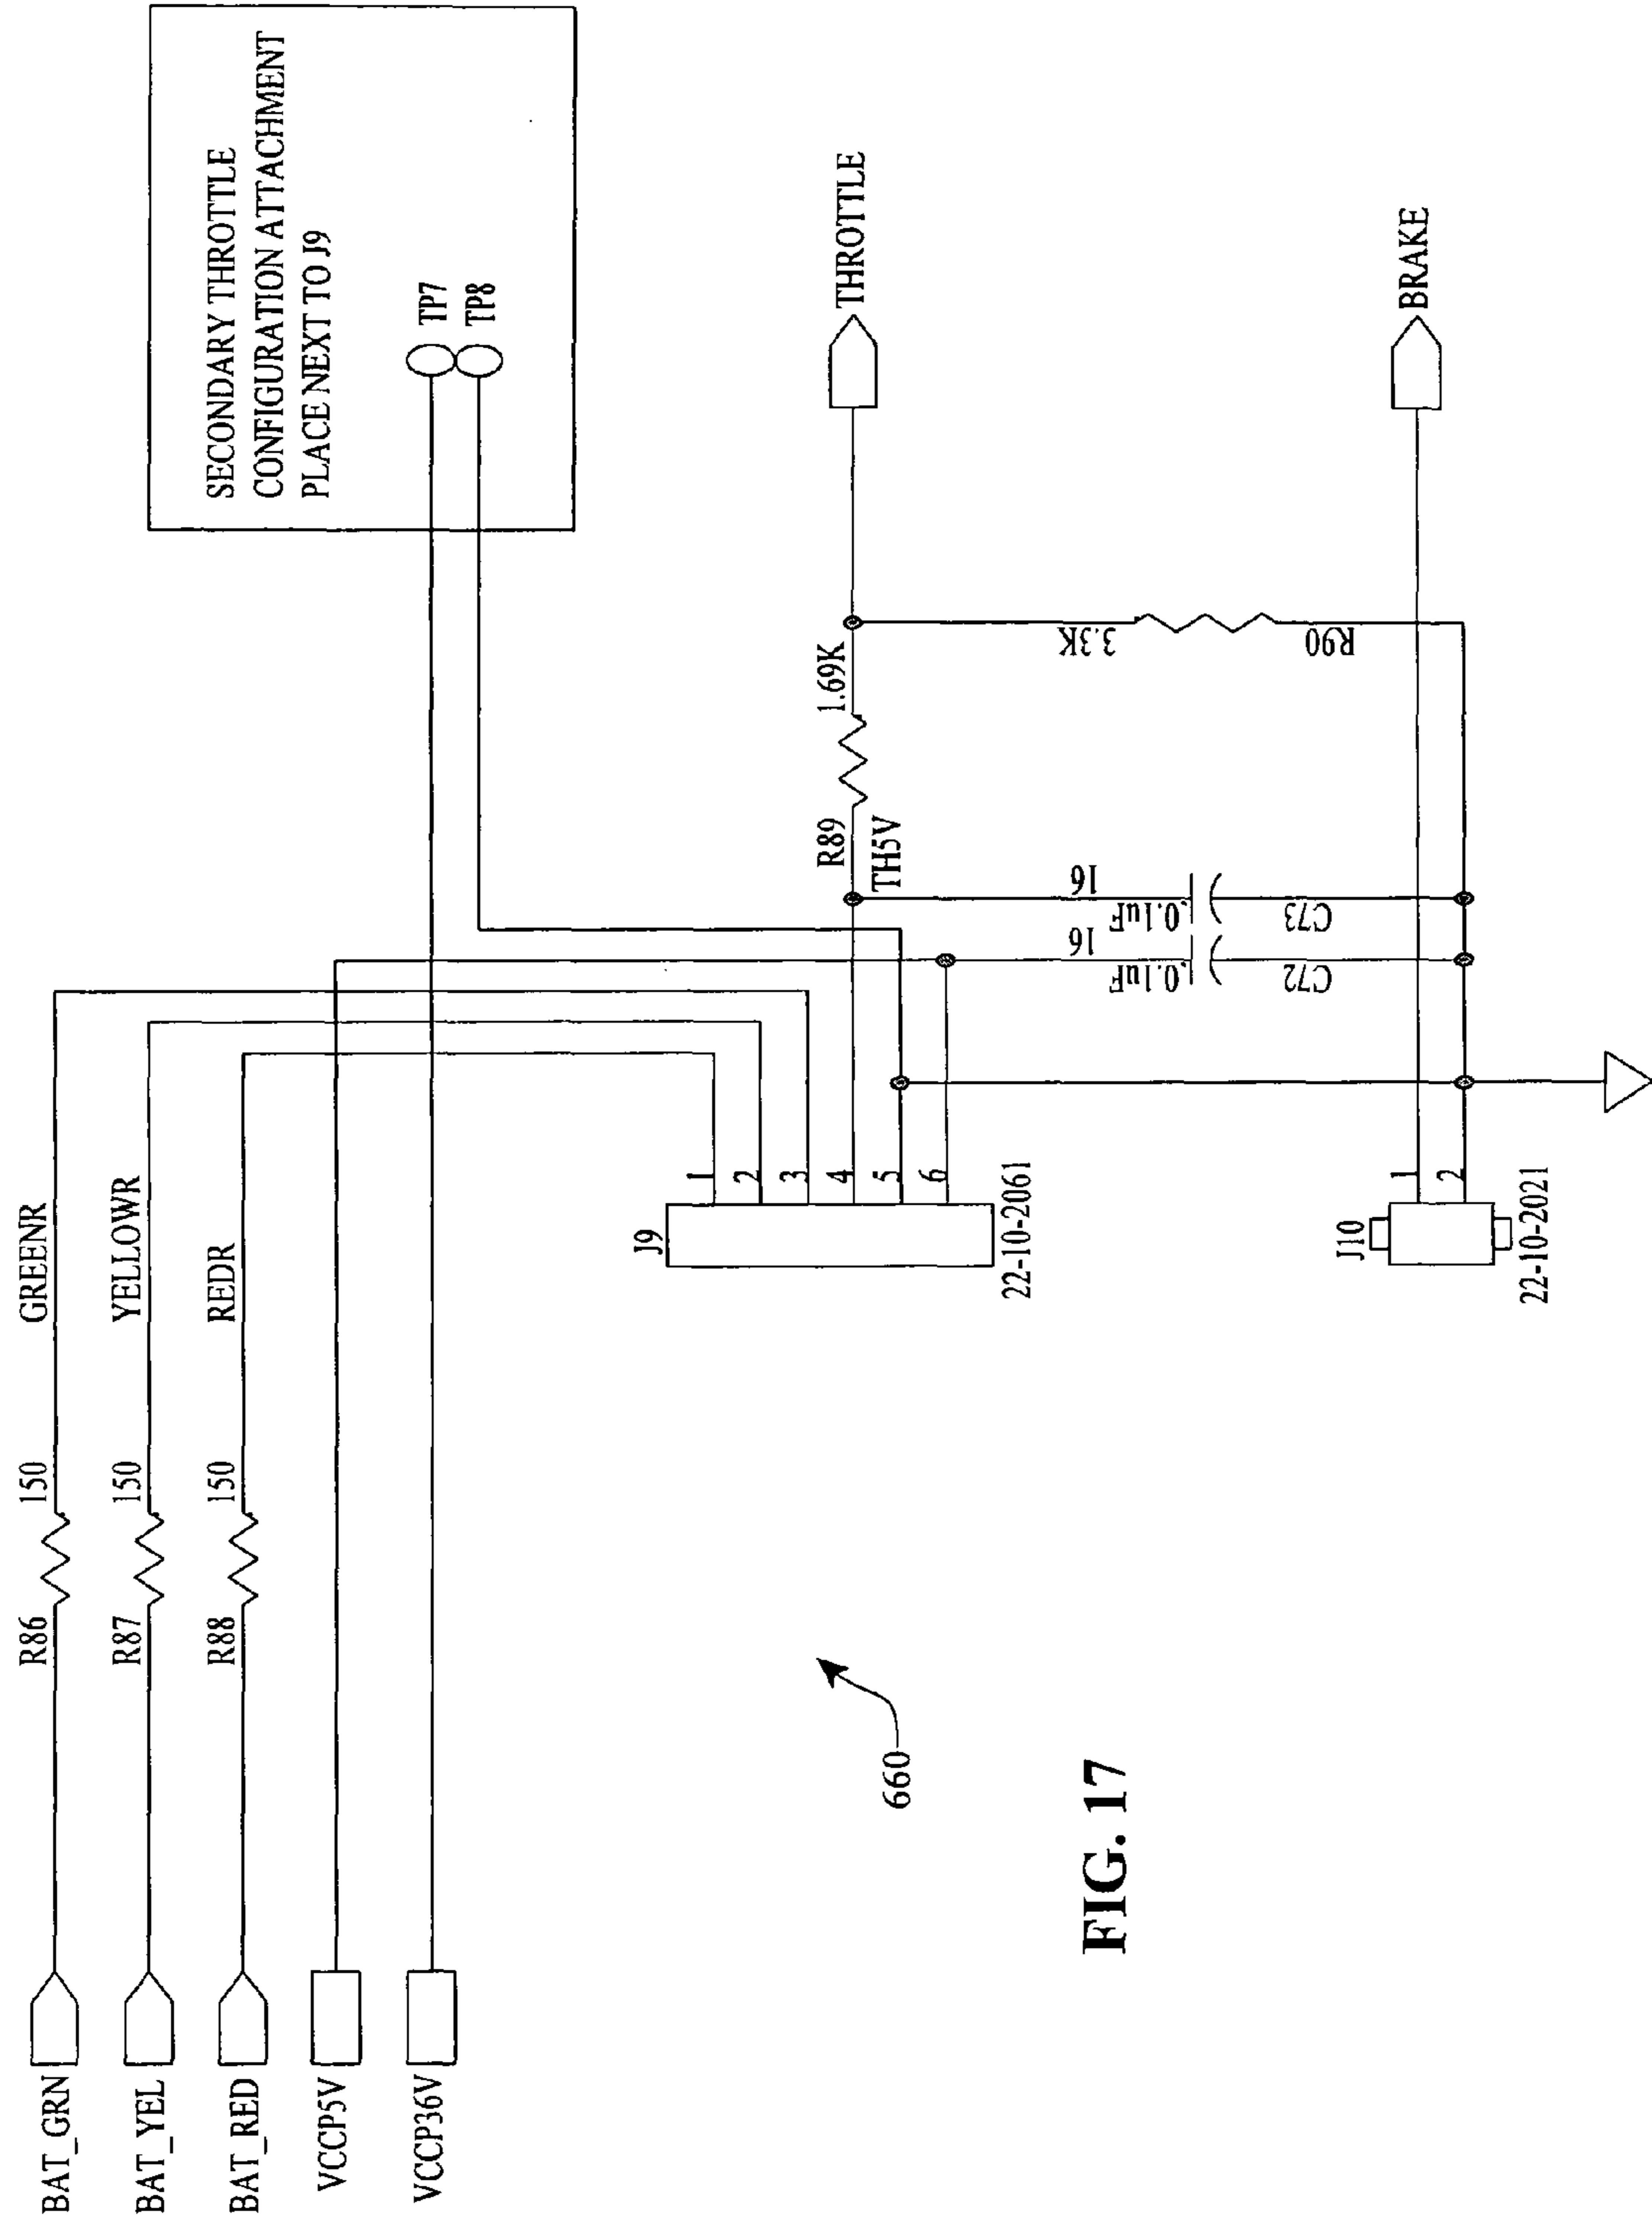 BAT_GRN
R86
150
GREENR
BAT_YEL
R87
150
YELLOWR
BAT_RED
R88
150
REDR
VCCP5V
VCCP36V
SECONDARY THROTTLE
CONFIGURATION ATTACHMENT
PLACE NEXT TO J9
TP7
TP8
J9
1
2
3
4
5
6
22-10-2061
R89
1.69K
TH5V
THROTTLE
16
0.1uF
C73
16
0.1uF
C72
3.3K
R90
J10
1
2
22-10-2021
BRAKE
660
FIG. 17